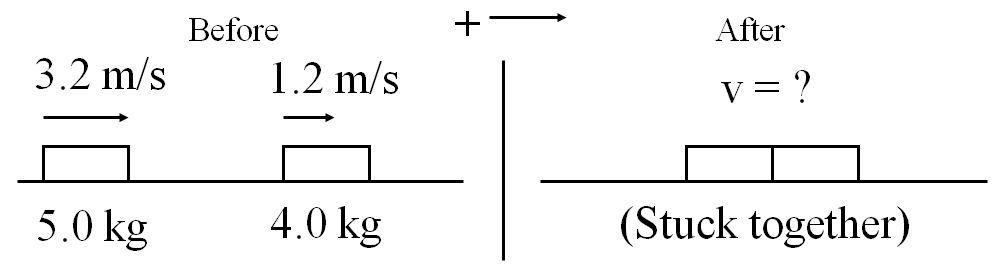 Before
+
After
3.2 m/s
1.2 m/s
v = ?
5.0 kg
4.0 kg
(Stuck together)